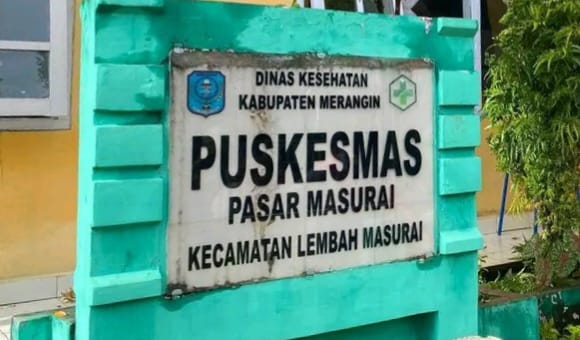 DINAS KESEHATAN
KABUPATEN MERANGIN
PUSKESMAS
PASAR MASURAI
KECAMATAN LEMBAH MASURAI